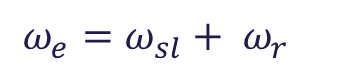 ωₑ = ωₛₗ + ωᵣ